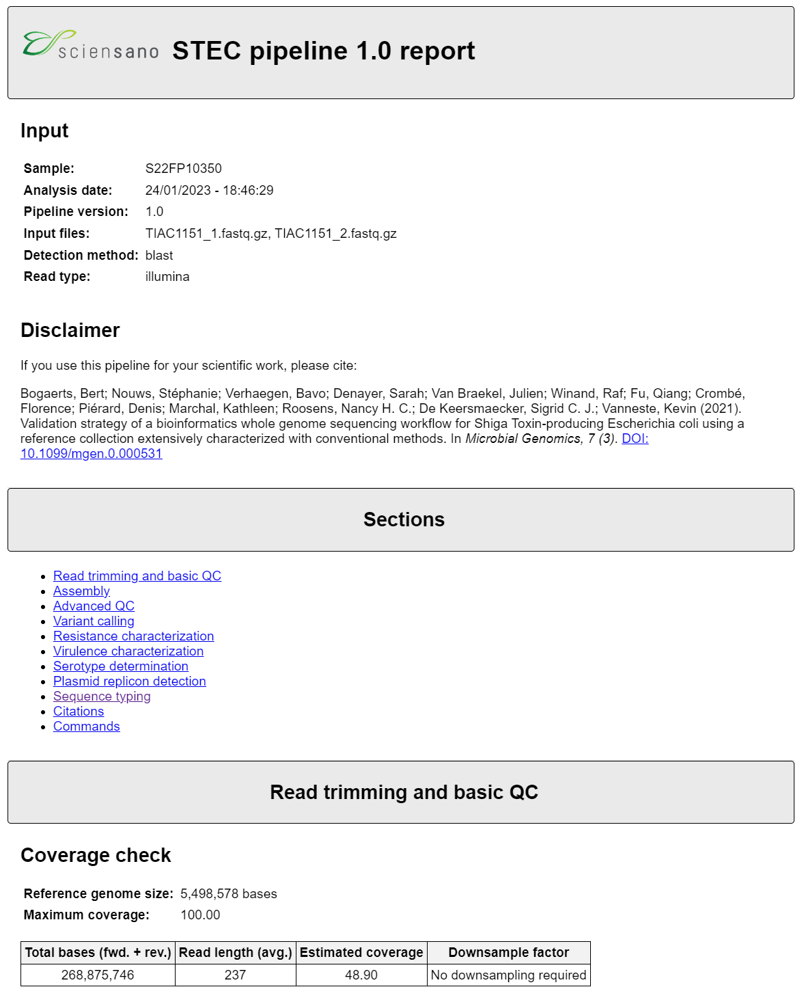 sciensano STEC pipeline 1.0 report
Input
Sample: S22FP10350
Analysis date: 24/01/2023 - 18:46:29
Pipeline version: 1.0
Input files: TIAC1151_1.fastq.gz, TIAC1151_2.fastq.gz
Detection method: blast
Read type: illumina
Disclaimer
If you use this pipeline for your scientific work, please cite:
Bogaerts, Bert; Nouws, Stéphanie; Verhaegen, Bavo; Denayer, Sarah; Van Braekel, Julien; Winand, Raf; Fu, Qiang; Crombé,
Florence; Piérard, Denis; Marchal, Kathleen; Roosens, Nancy H. C.; De Keersmaecker, Sigrid C. J.; Vanneste, Kevin (2021).
Validation strategy of a bioinformatics whole genome sequencing workflow for Shiga Toxin-producing Escherichia coli using a
reference collection extensively characterized with conventional methods. In Microbial Genomics, 7 (3). DOI:
10.1099/mgen.0.000531
Sections
• Read trimming and basic QC
• Assembly
• Advanced QC
• Variant calling
• Resistance characterization
• Virulence characterization
• Serotype determination
• Plasmid replicon detection
• Sequence typing
• Citations
• Commands
Read trimming and basic QC
Coverage check
Reference genome size: 5,498,578 bases
Maximum coverage: 100.00
Total bases (fwd. + rev.) Read length (avg.) Estimated coverage Downsample factor
268,875,746 237 48.90 No downsampling required